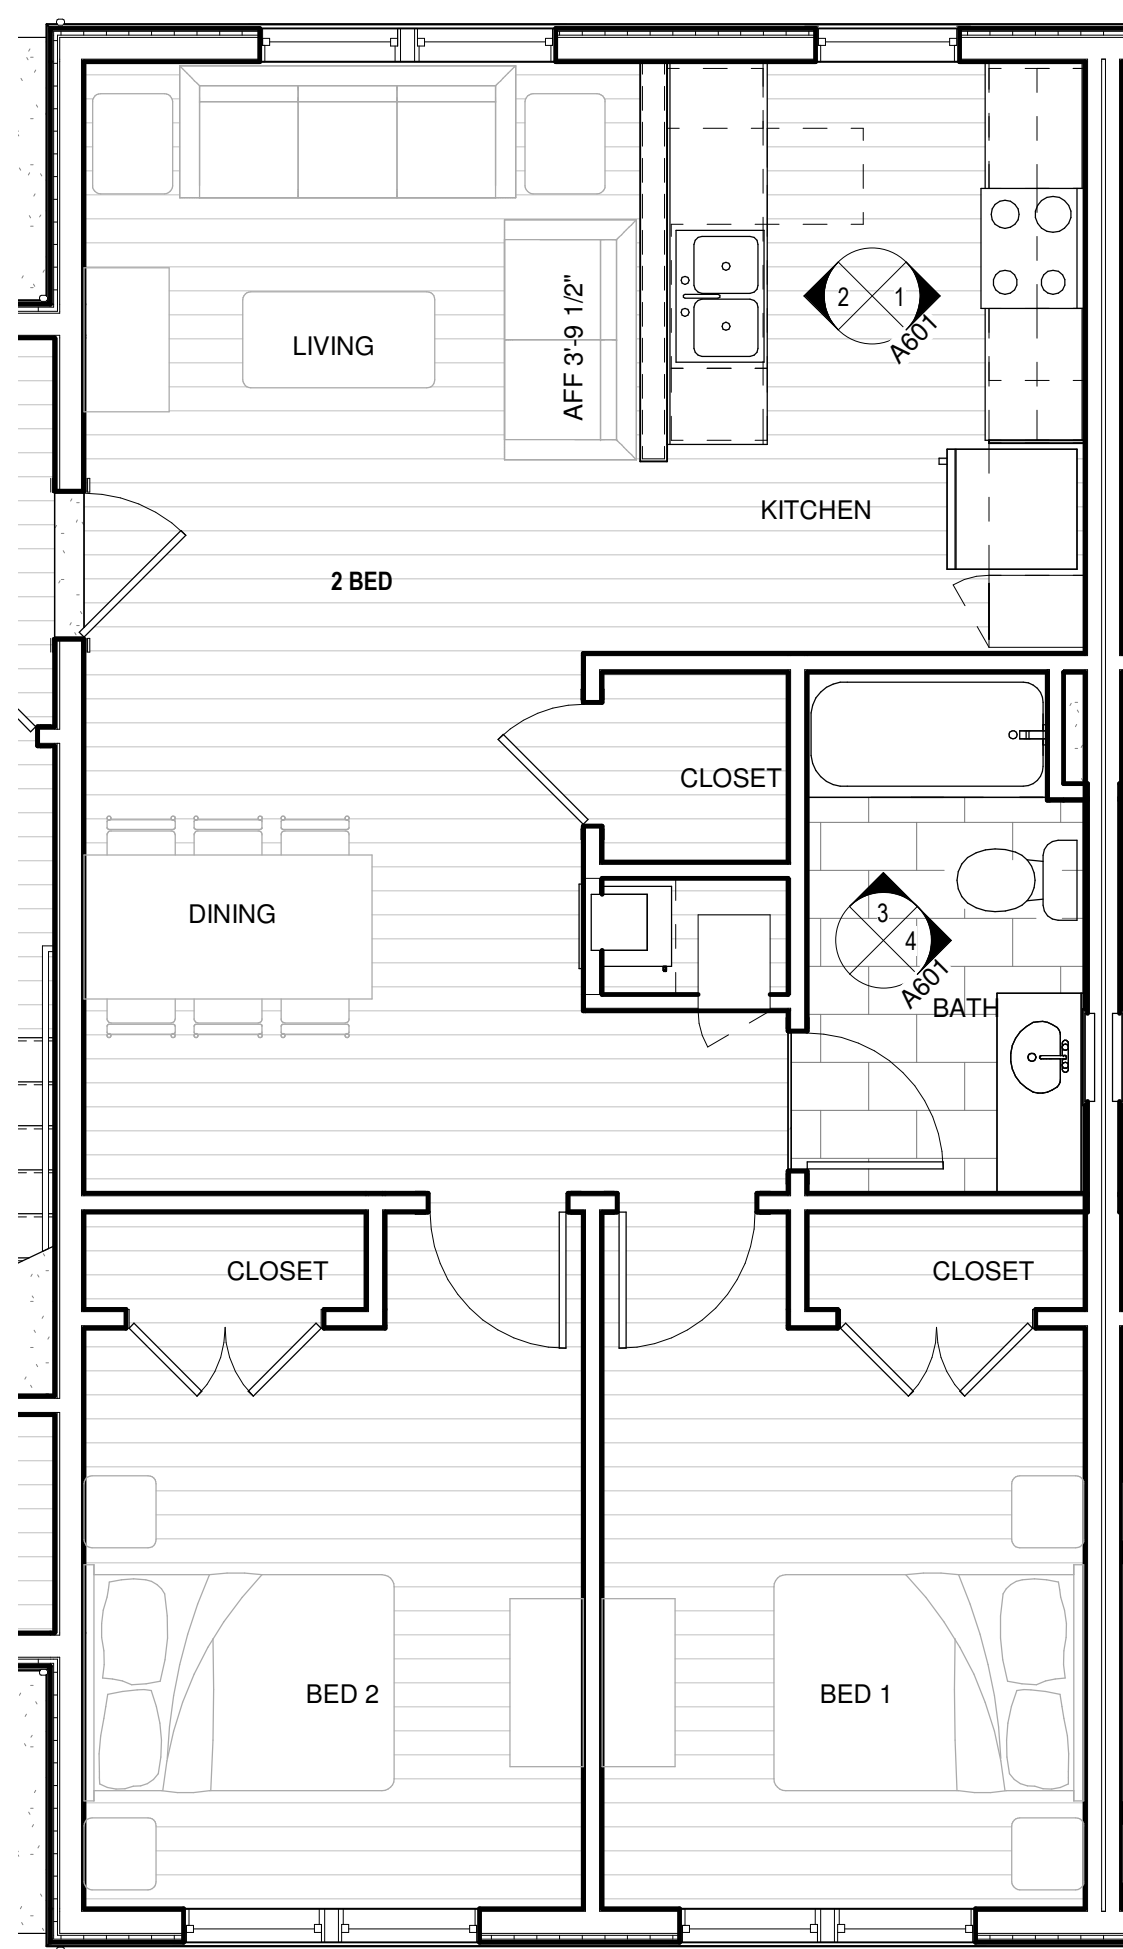 2
1
A601
LIVING
AFF 3'-9 1/2"
KITCHEN
2 BED
CLOSET
3
4
A601
DINING
BATH
CLOSET
CLOSET
BED 2
BED 1